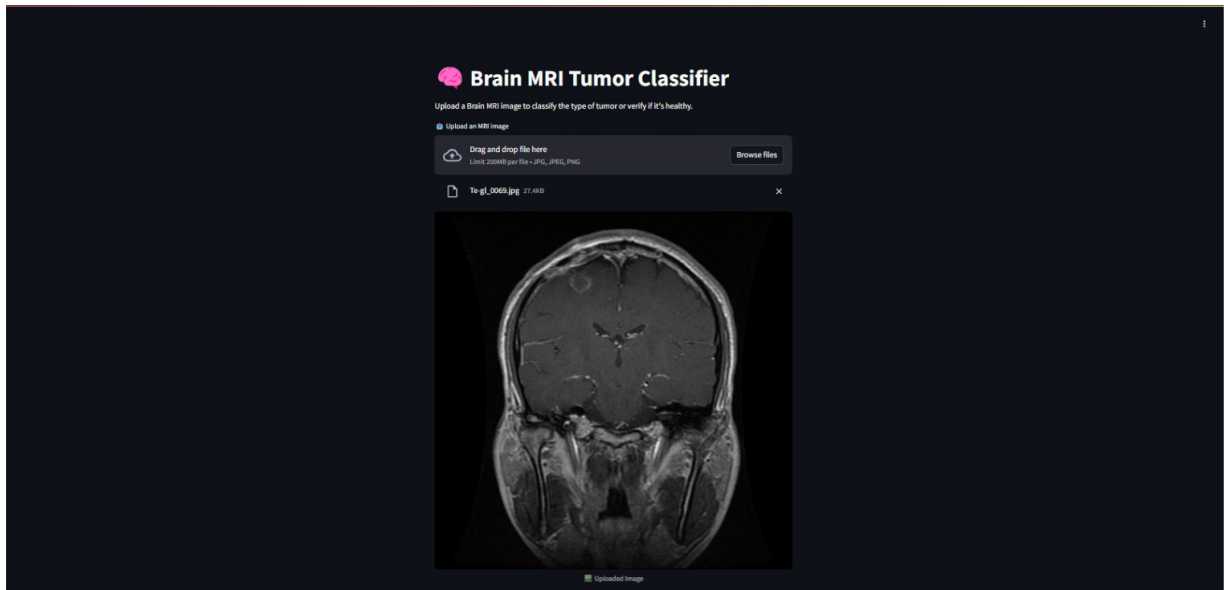 🧠 Brain MRI Tumor Classifier
Upload a Brain MRI image to classify the type of tumor or verify if it's healthy.
Upload an MRI Image
Drag and drop file here
Limit 200MB per file • JPG, JPEG, PNG
Browse files
Te-gl_0069.jpg 27.4KB
Uploaded Image